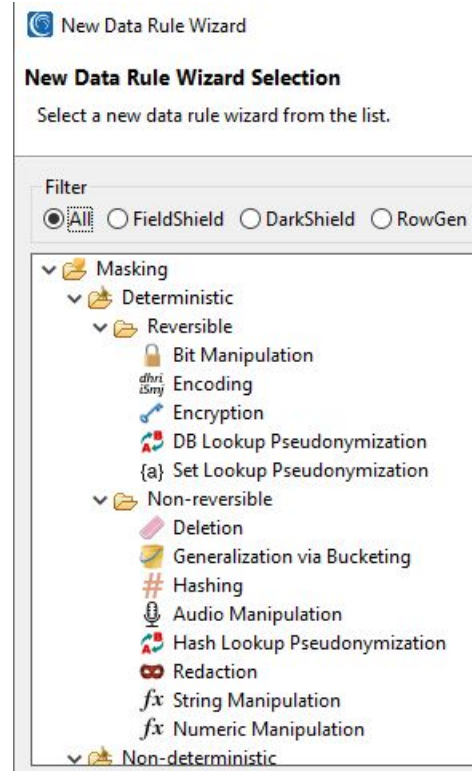 New Data Rule Wizard
New Data Rule Wizard Selection
Select a new data rule wizard from the list.
Filter
All FieldShield DarkShield RowGen
Masking
Deterministic
Reversible
Bit Manipulation
dhri
iSmj Encoding
Encryption
DB Lookup Pseudonymization
{a} Set Lookup Pseudonymization
Non-reversible
Deletion
Generalization via Bucketing
# Hashing
Audio Manipulation
Hash Lookup Pseudonymization
Redaction
fx String Manipulation
fx Numeric Manipulation
Non-deterministic